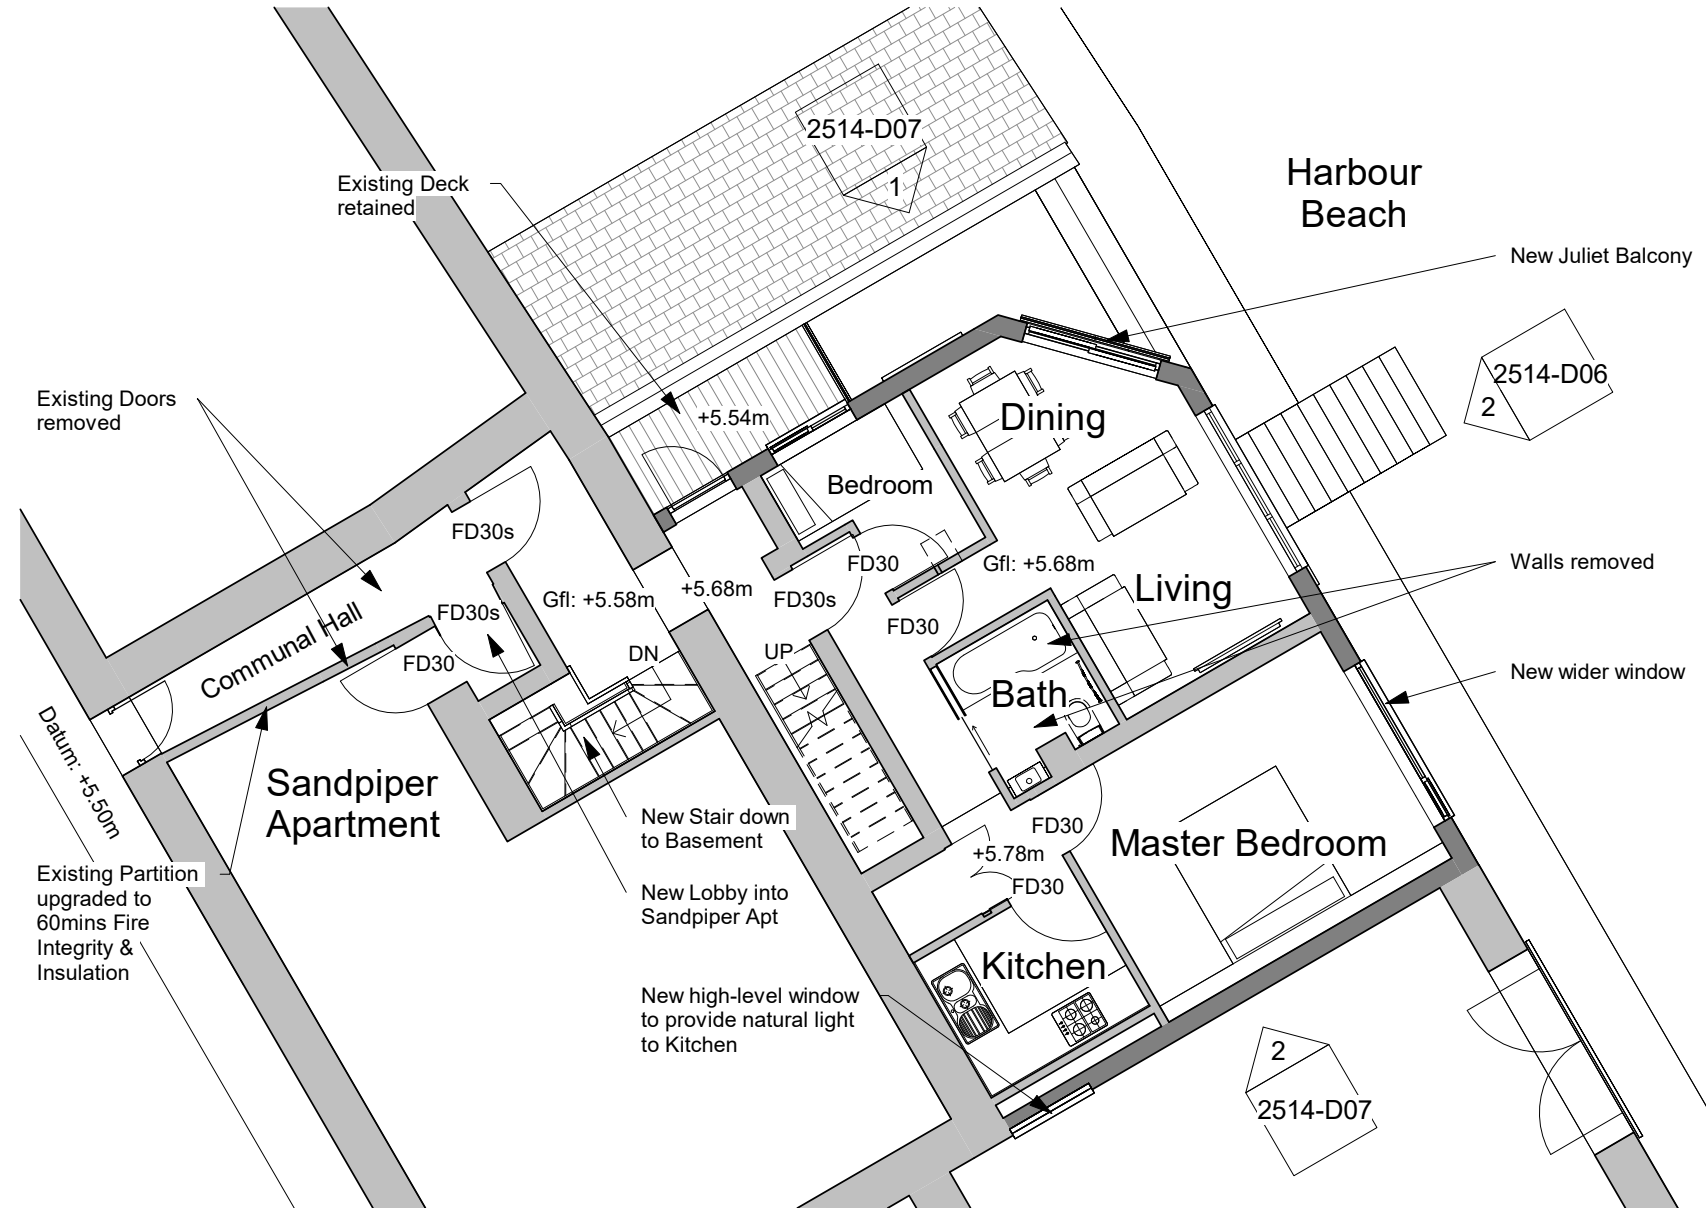 2514-D07
1
Harbour
Beach
Existing Deck
retained
New Juliet Balcony
2514-D06
2
Existing Doors
removed
+5.54m
Dining
Bedroom
FD30s
FD30
Gfl: +5.68m
Walls removed
Gfl: +5.58m
+5.68m
FD30s
Living
FD30s
FD30
Communal Hall
FD30
DN
UP
New wider window
Bath
Datum: +5.50m
Sandpiper
Apartment
New Stair down
to Basement
FD30
+5.78m
Master Bedroom
FD30
Existing Partition
upgraded to
60mins Fire
Integrity &
Insulation
New Lobby into
Sandpiper Apt
Kitchen
New high-level window
to provide natural light
to Kitchen
2
2514-D07